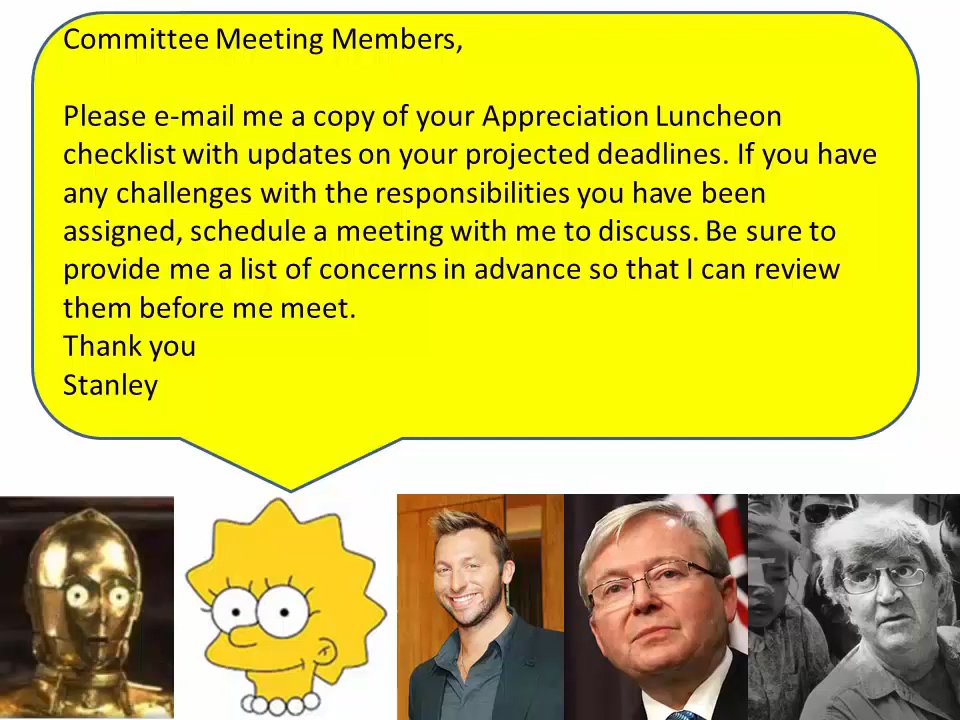 Committee Meeting Members,
Please e-mail me a copy of your Appreciation Luncheon
checklist with updates on your projected deadlines. If you have
any challenges with the responsibilities you have been
assigned, schedule a meeting with me to discuss. Be sure to
provide me a list of concerns in advance so that I can review
them before me meet.
Thank you
Stanley